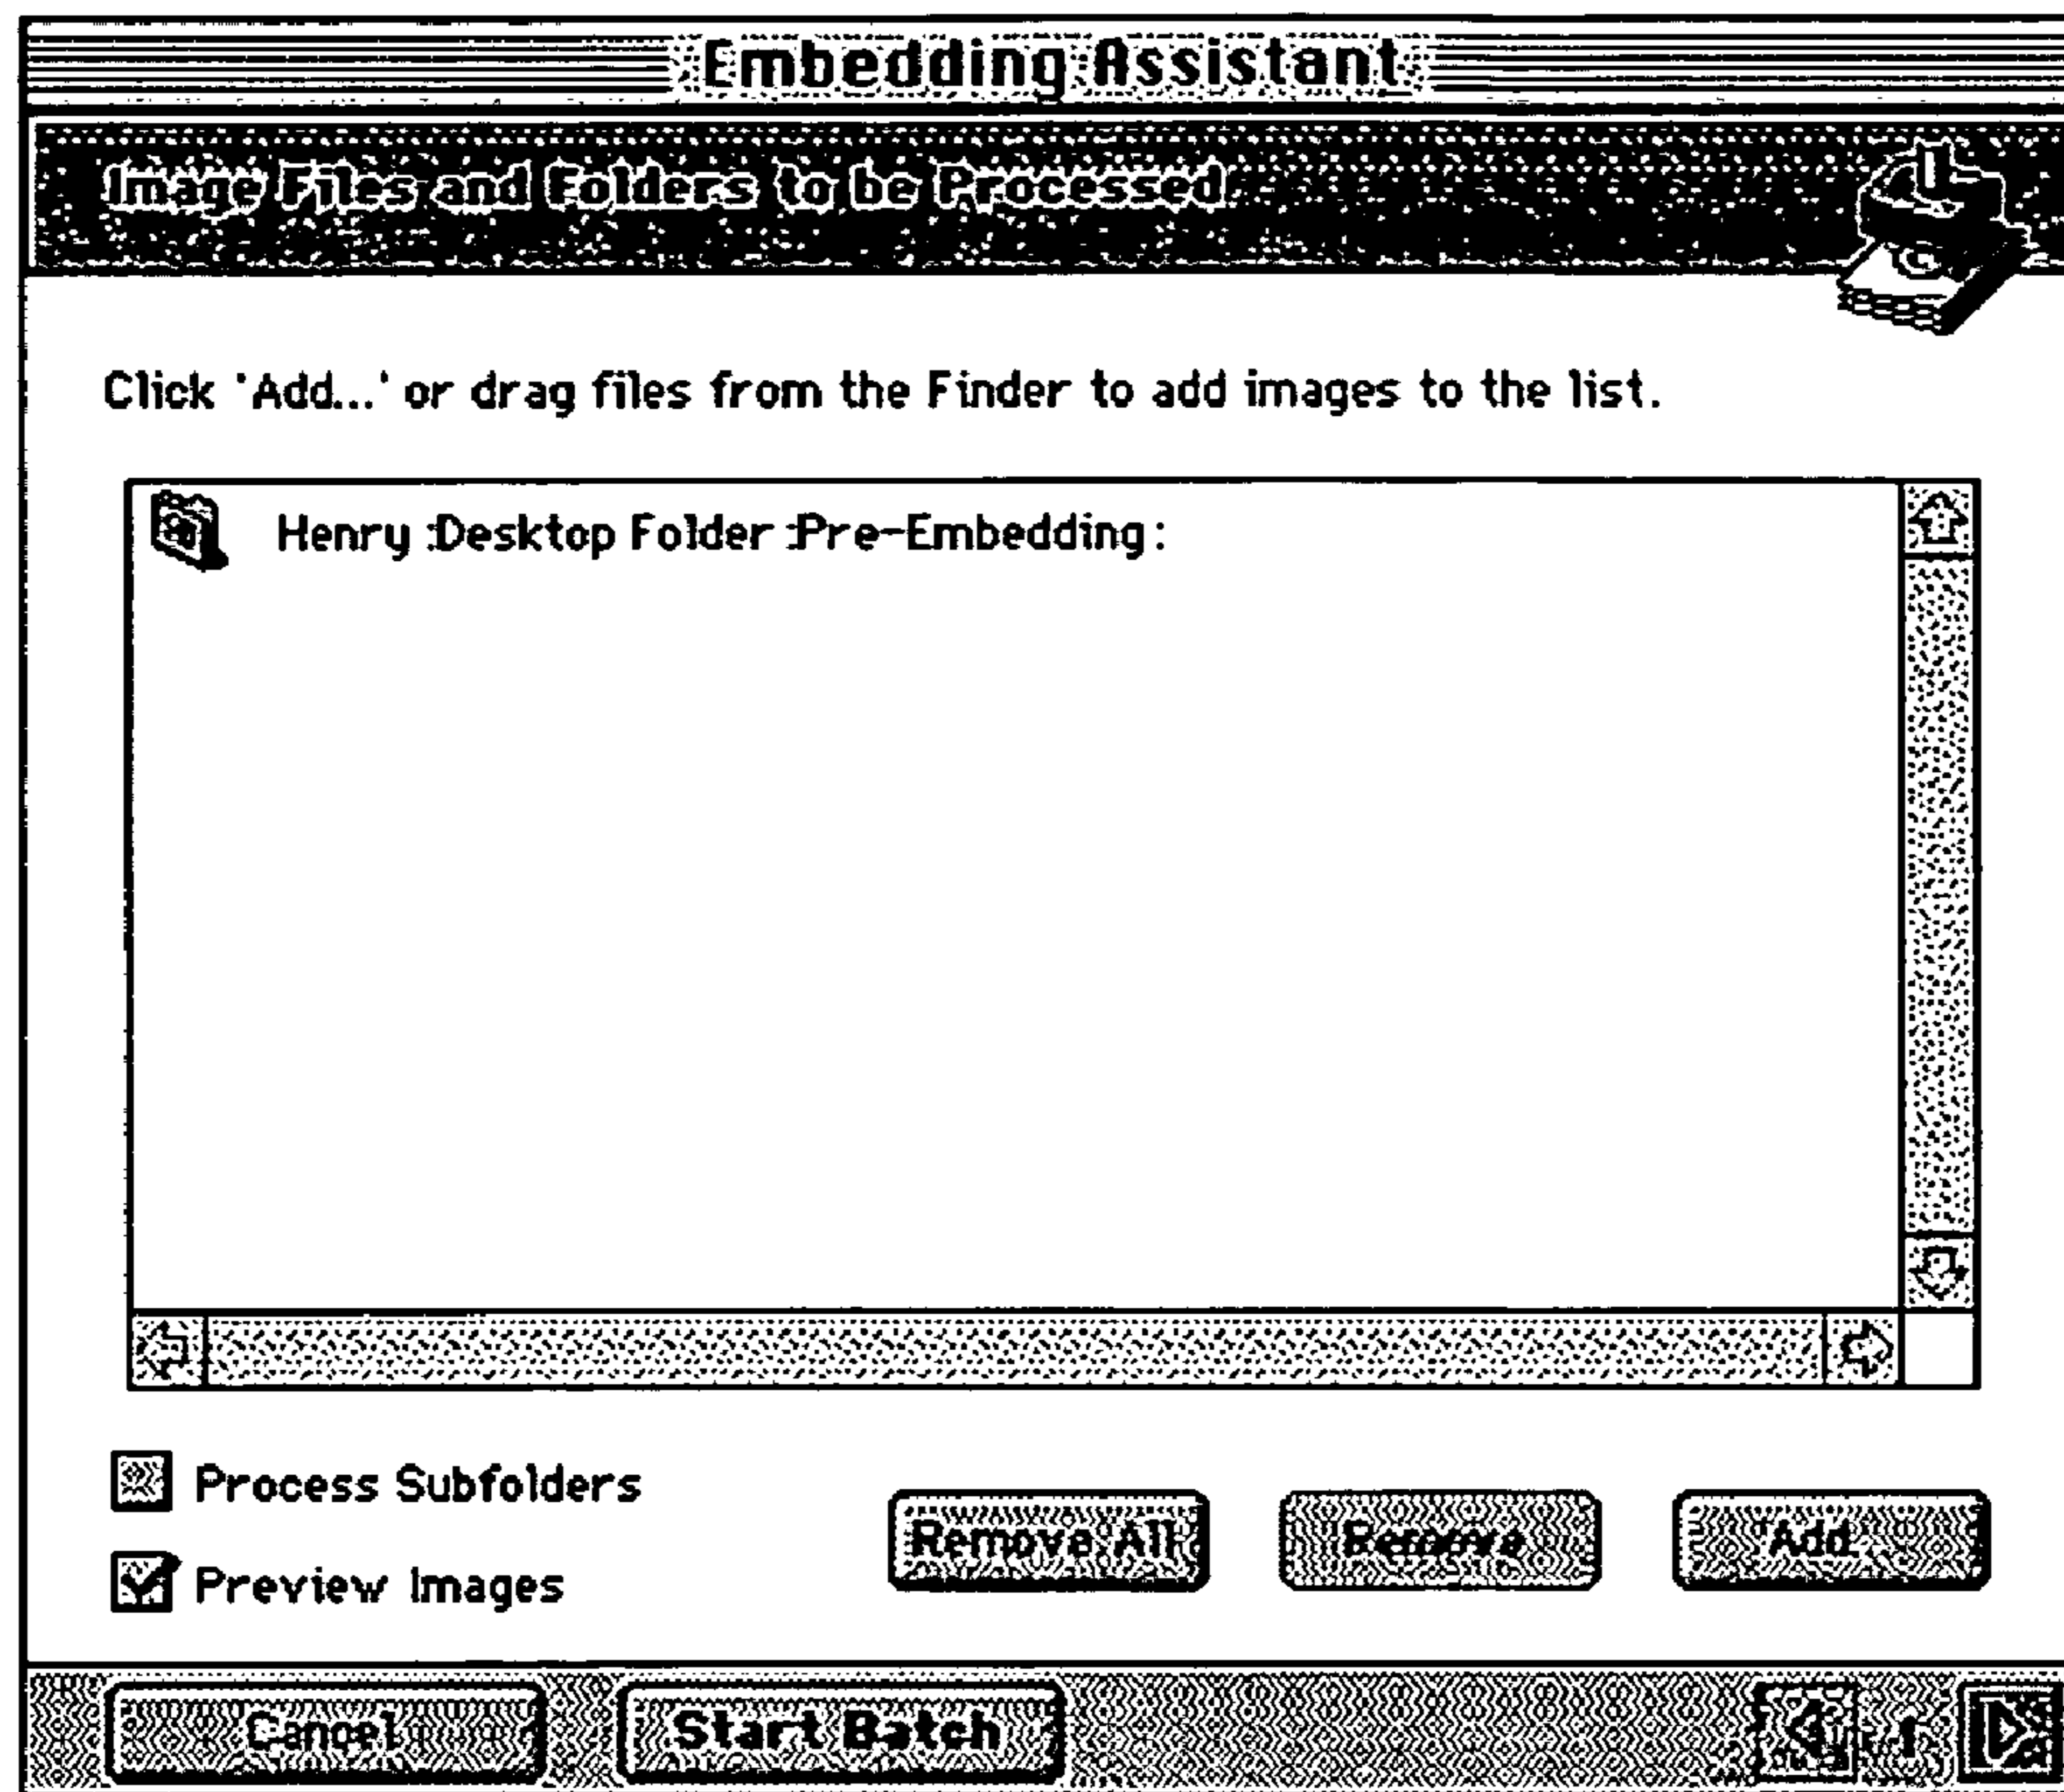 Embedding Assistant
Image Files and Folders to be Processed
Click 'Add...' or drag files from the Finder to add images to the list.
Henry :Desktop Folder :Pre-Embedding:
Process Subfolders
Preview Images
Remove All
Remove
Add...
Cancel
Start Batch
1